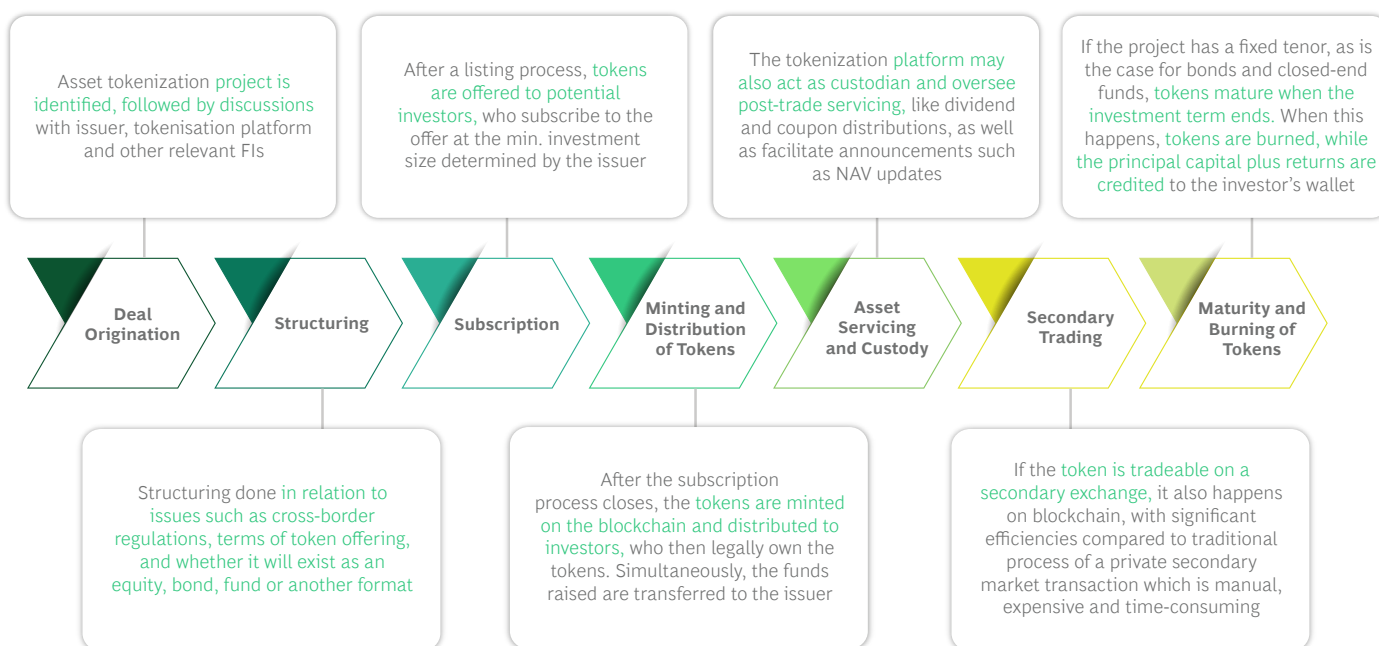 Asset tokenization project is
identified, followed by discussions
with issuer, tokenisation platform
and other relevant FIs
After a listing process, tokens
are offered to potential
investors, who subscribe to the
offer at the min. investment
size determined by the issuer
The tokenization platform may
also act as custodian and oversee
post-trade servicing, like dividend
and coupon distributions, as well
as facilitate announcements such
as NAV updates
If the project has a fixed tenor, as is
the case for bonds and closed-end
funds, tokens mature when the
investment term ends. When this
happens, tokens are burned, while
the principal capital plus returns are
credited to the investor’s wallet
Deal
Origination
Structuring
Subscription
Minting and
Distribution
of Tokens
Asset
Servicing
and Custody
Secondary
Trading
Maturity and
Burning of
Tokens
Structuring done in relation to
issues such as cross-border
regulations, terms of token offering,
and whether it will exist as an
equity, bond, fund or another format
After the subscription
process closes, the tokens are minted
on the blockchain and distributed to
investors, who then legally own the
tokens. Simultaneously, the funds
raised are transferred to the issuer
If the token is tradeable on a
secondary exchange, it also happens
on blockchain, with significant
efficiencies compared to traditional
process of a private secondary
market transaction which is manual,
expensive and time-consuming